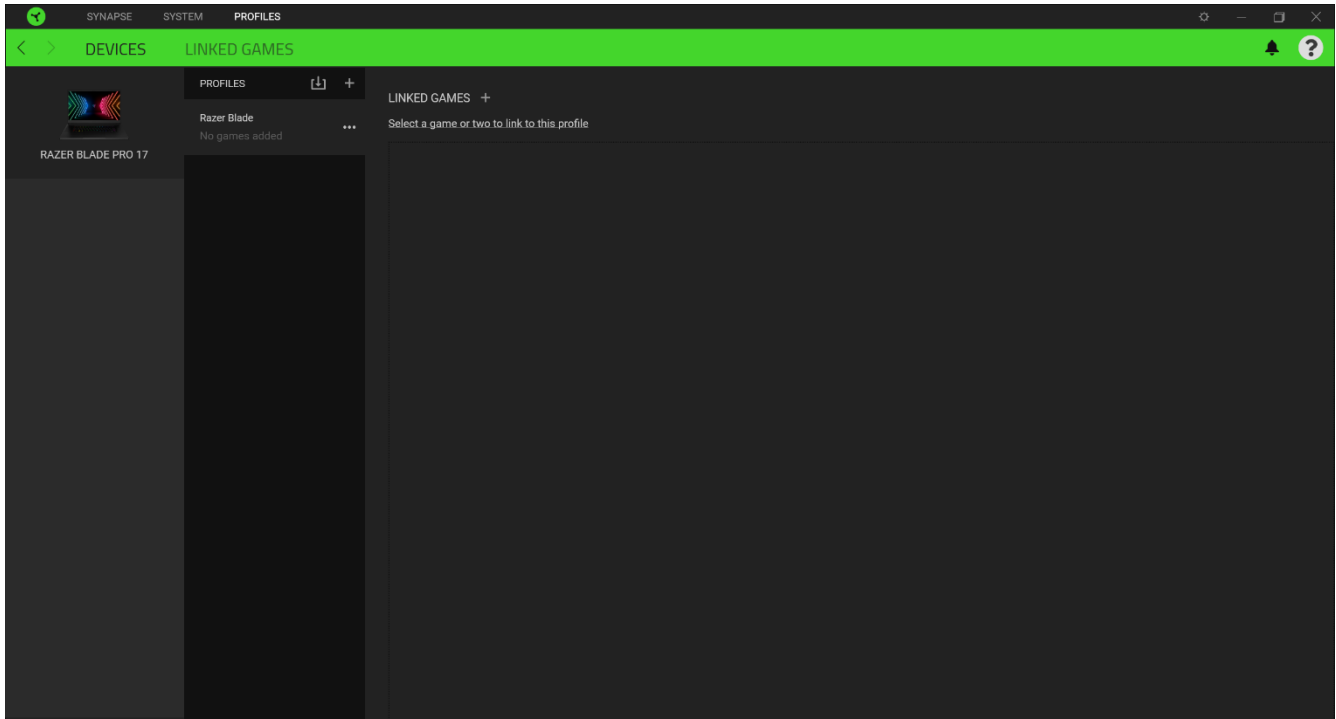 SYNAPSE SYSTEM PROFILES
DEVICES LINKED GAMES
?
RAZER BLADE PRO 17
PROFILES
Razer Blade
No games added
LINKED GAMES +
Select a game or two to link to this profile